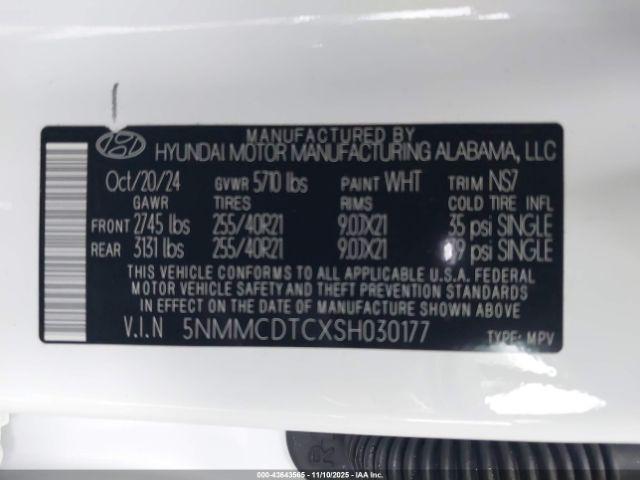 MANUFACTURED BY
HYUNDAI MOTOR MANUFACTURING ALABAMA, LLC
Oct/20/24 GVWR 5710 lbs PAINT WHT TRIM NS7
GAWR TIRES RIMS COLD TIRE INFL
FRONT 2745 lbs 255/40R21 9.0JX21 35 psi SINGLE
REAR 3131 lbs 255/40R21 9.0JX21 psi SINGLE
THIS VEHICLE CONFORMS TO ALL APPLICABLE U.S.A. FEDERAL
MOTOR VEHICLE SAFETY AND THEFT PREVENTION STANDARDS
IN EFFECT ON THE DATE OF MANUFACTURE SHOWN ABOVE
V.I.N 5NMMCDTCXSH030177 TYPE: MPV
000-43643565 - 11/10/2025 - IAA Inc.